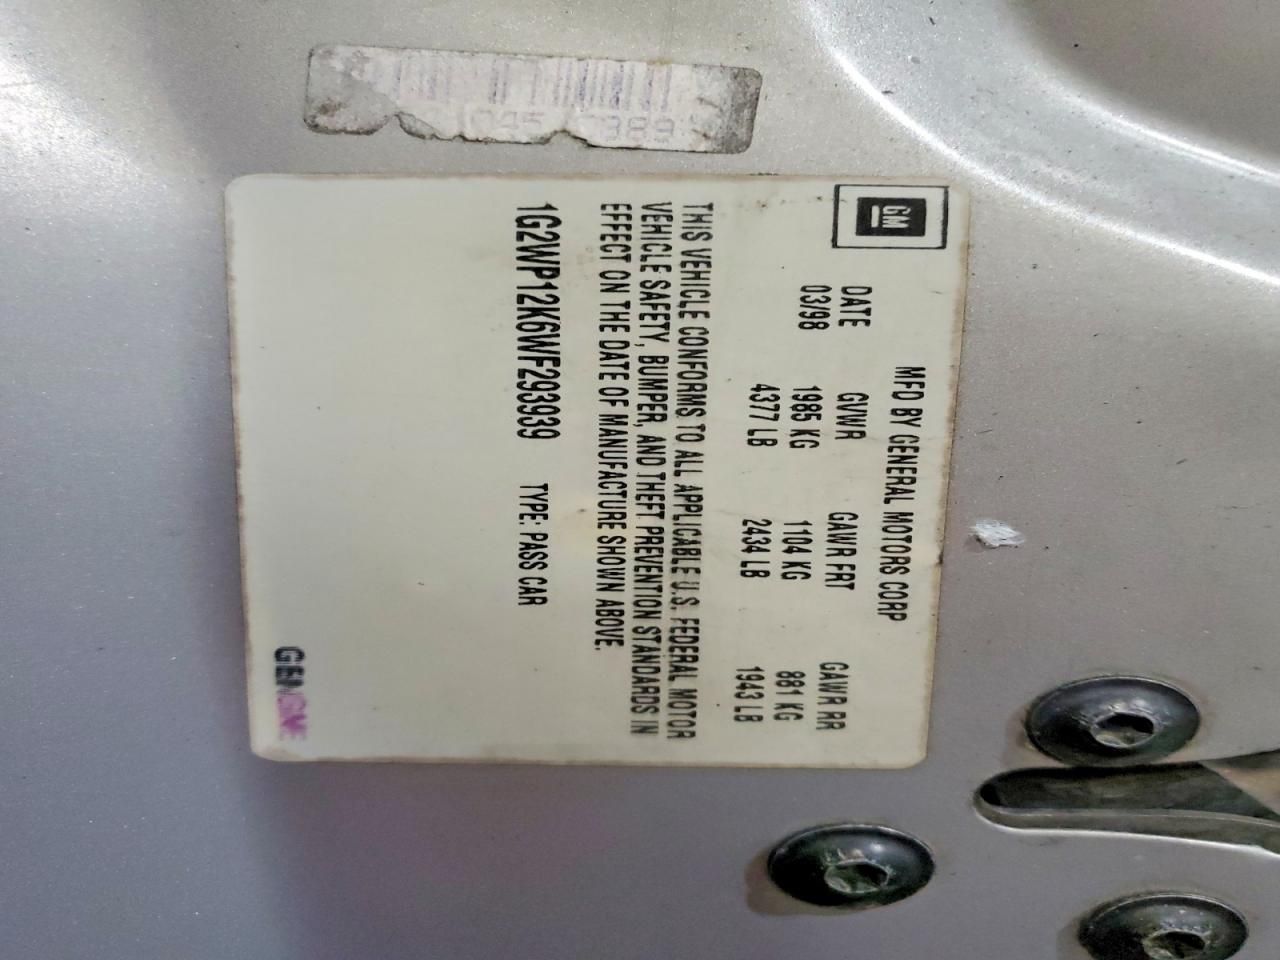 GM
MFD BY GENERAL MOTORS CORP
DATE GVWR GAWR FRT GAWR RR
03/98 1985 KG 1104 KG 881 KG
4377 LB 2434 LB 1943 LB
THIS VEHICLE CONFORMS TO ALL APPLICABLE U.S. FEDERAL MOTOR
VEHICLE SAFETY, BUMPER, AND THEFT PREVENTION STANDARDS IN
EFFECT ON THE DATE OF MANUFACTURE SHOWN ABOVE.
1G2WP12K6WF293939 TYPE: PASS CAR